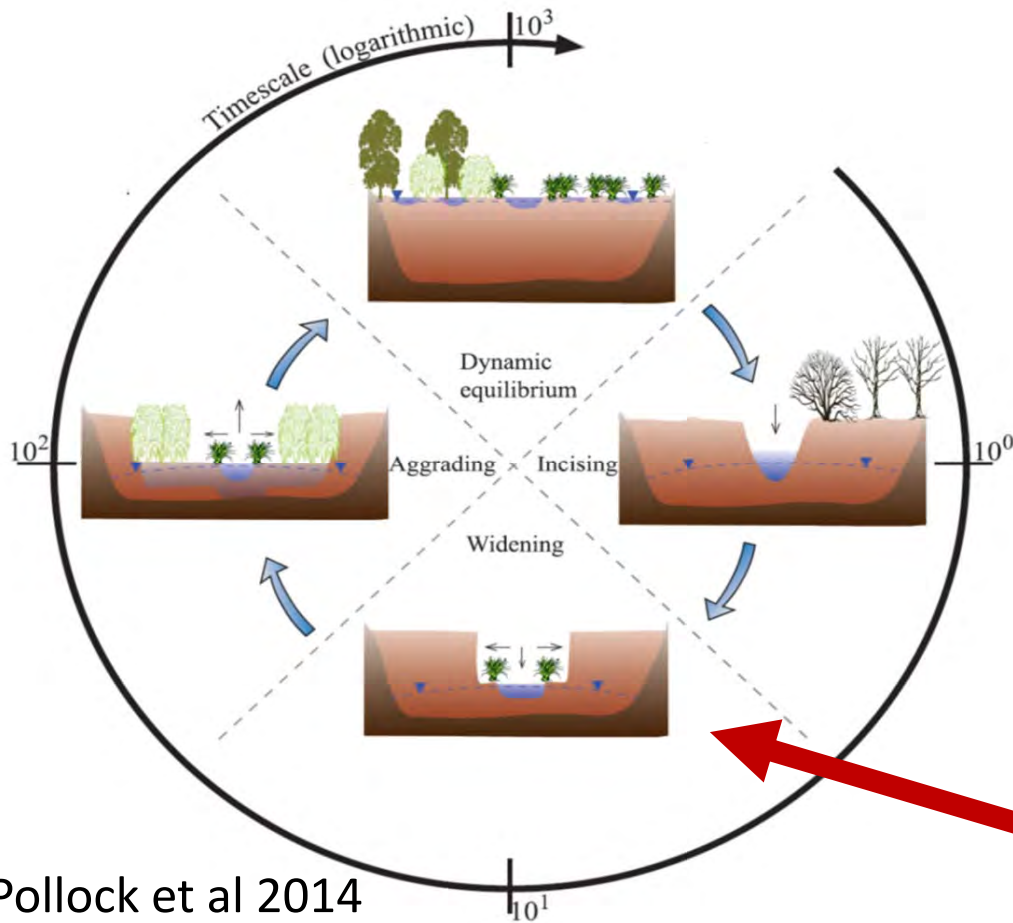 Timescale (logarithmic)
10³
Dynamic
equilibrium
10²
Aggrading
Incising
10⁰
Widening
Pollock et al 2014
10¹